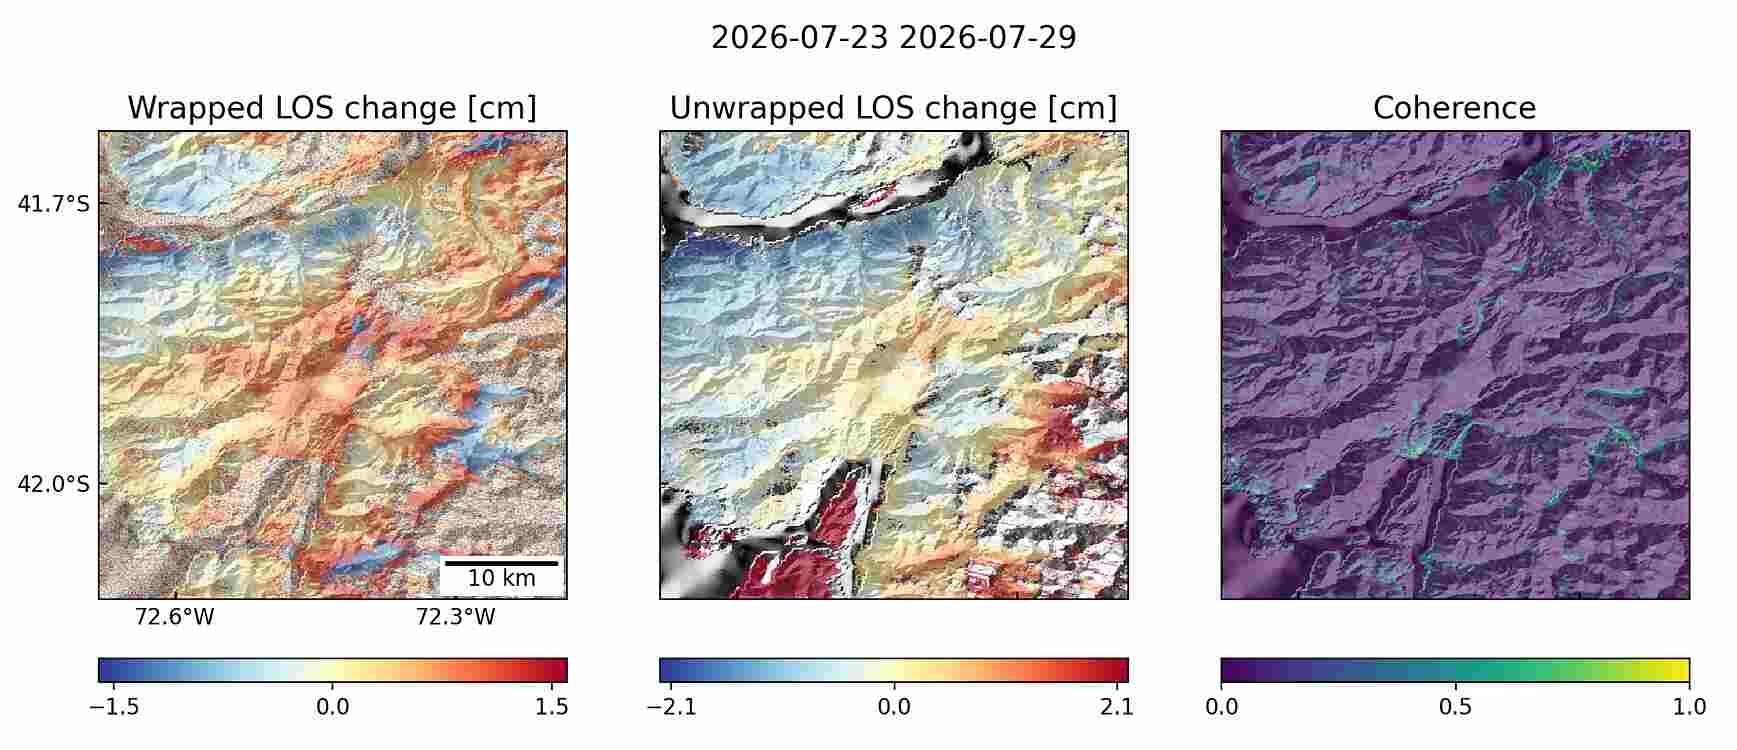 2026-07-23 2026-07-29
Wrapped LOS change [cm]
Unwrapped LOS change [cm]
Coherence
41.7°S
42.0°S
10 km
72.6°W
72.3°W
−1.5
0.0
1.5
−2.1
0.0
2.1
0.0
0.5
1.0